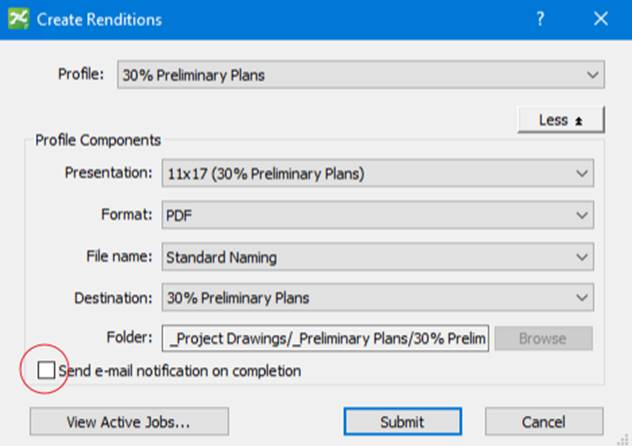 Create Renditions ? ×
Profile: 30% Preliminary Plans
Less
Profile Components
Presentation: 11x17 (30% Preliminary Plans)
Format: PDF
File name: Standard Naming
Destination: 30% Preliminary Plans
Folder: _Project Drawings/_Preliminary Plans/30% Prelim Browse
Send e-mail notification on completion
View Active Jobs... Submit Cancel